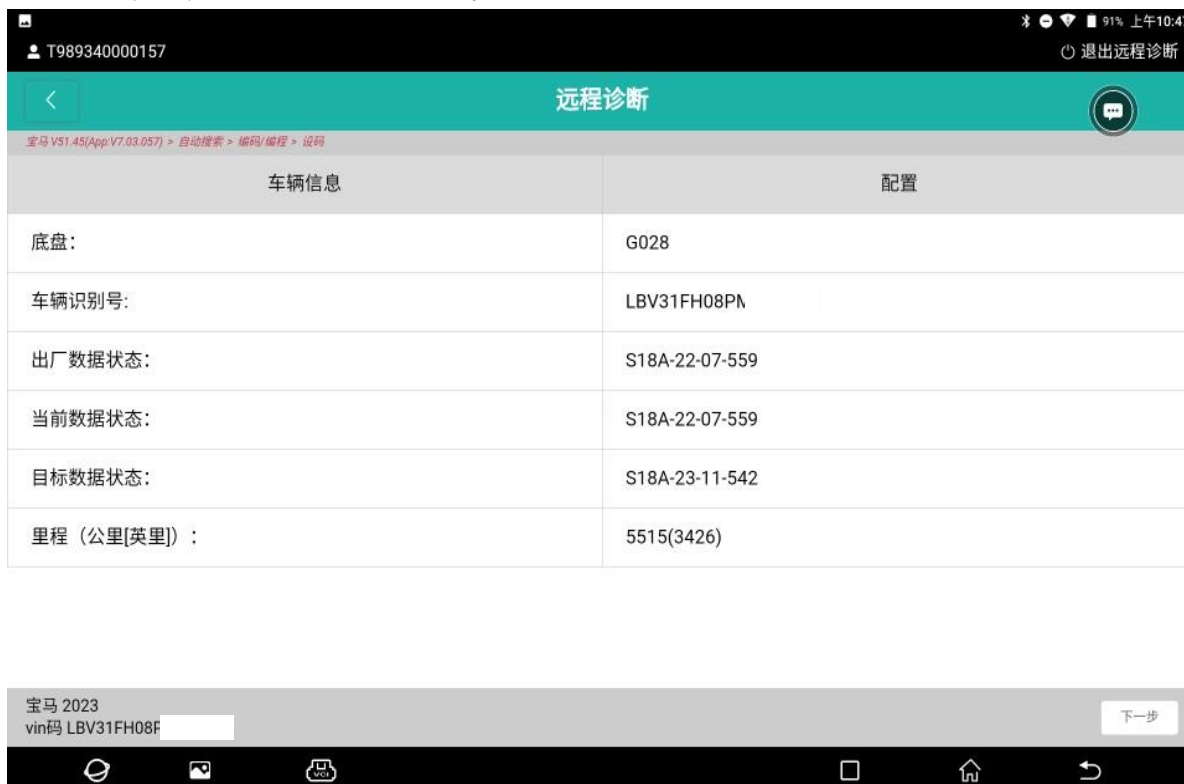 91% 上午10:47
T989340000157
退出远程诊断
远程诊断
宝马 V51.45(App:V7.03.057) > 自动搜索 > 编码/编程 > 设码
车辆信息 配置
底盘: G028
车辆识别号: LBV31FH08PM
出厂数据状态: S18A-22-07-559
当前数据状态: S18A-22-07-559
目标数据状态: S18A-23-11-542
里程（公里[英里]）: 5515(3426)
宝马 2023
vin码 LBV31FH08P
下一步
VCI